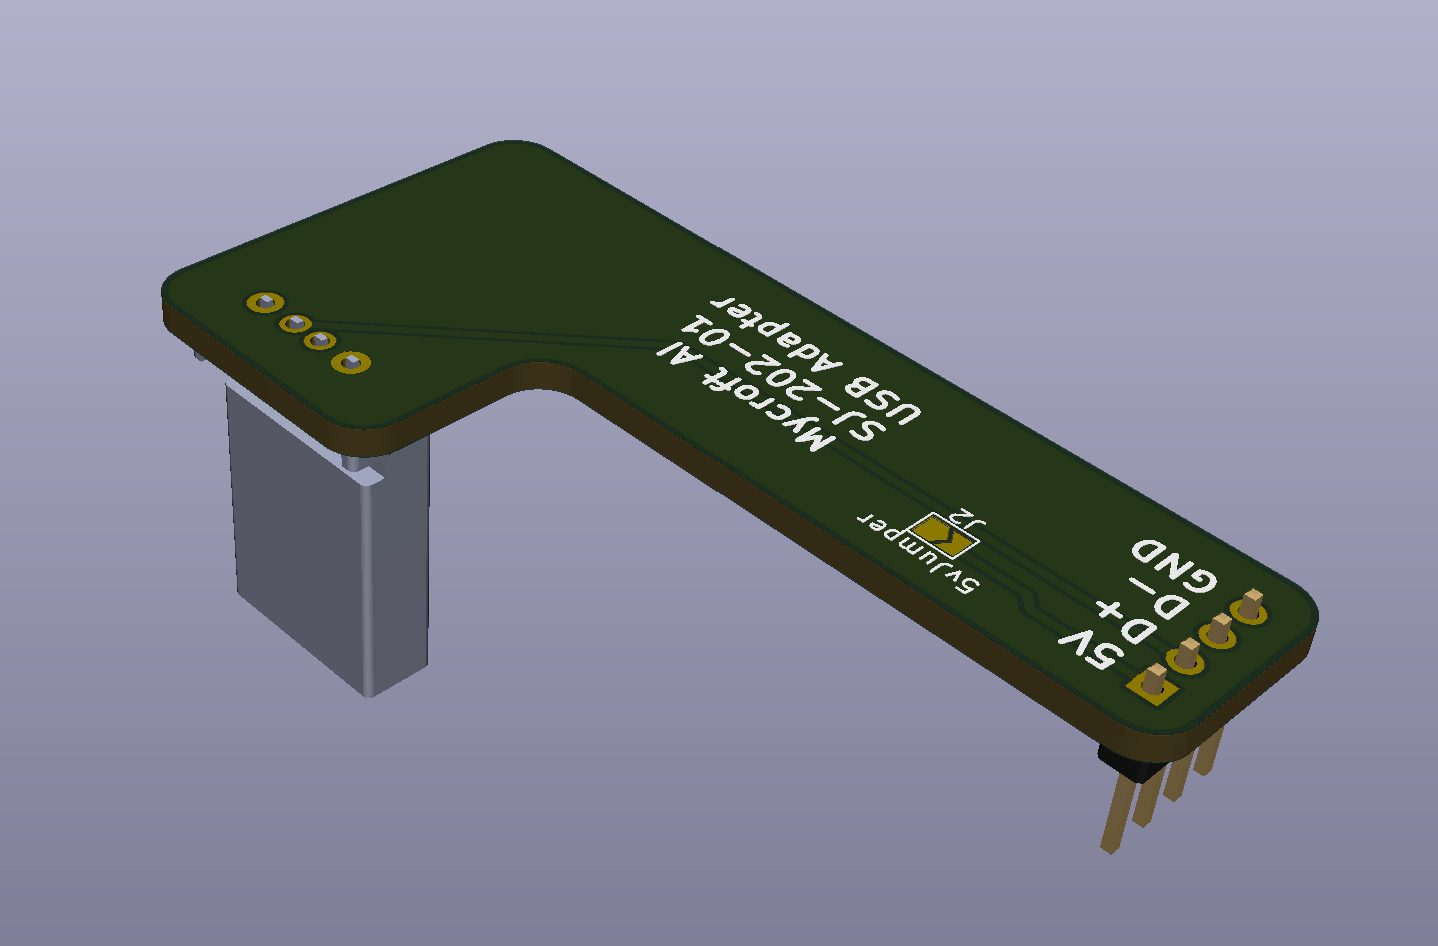 Mycroft AI
SJ-202-01
USB Adapter
J2
5vJumper
GND
D-
D+
5V